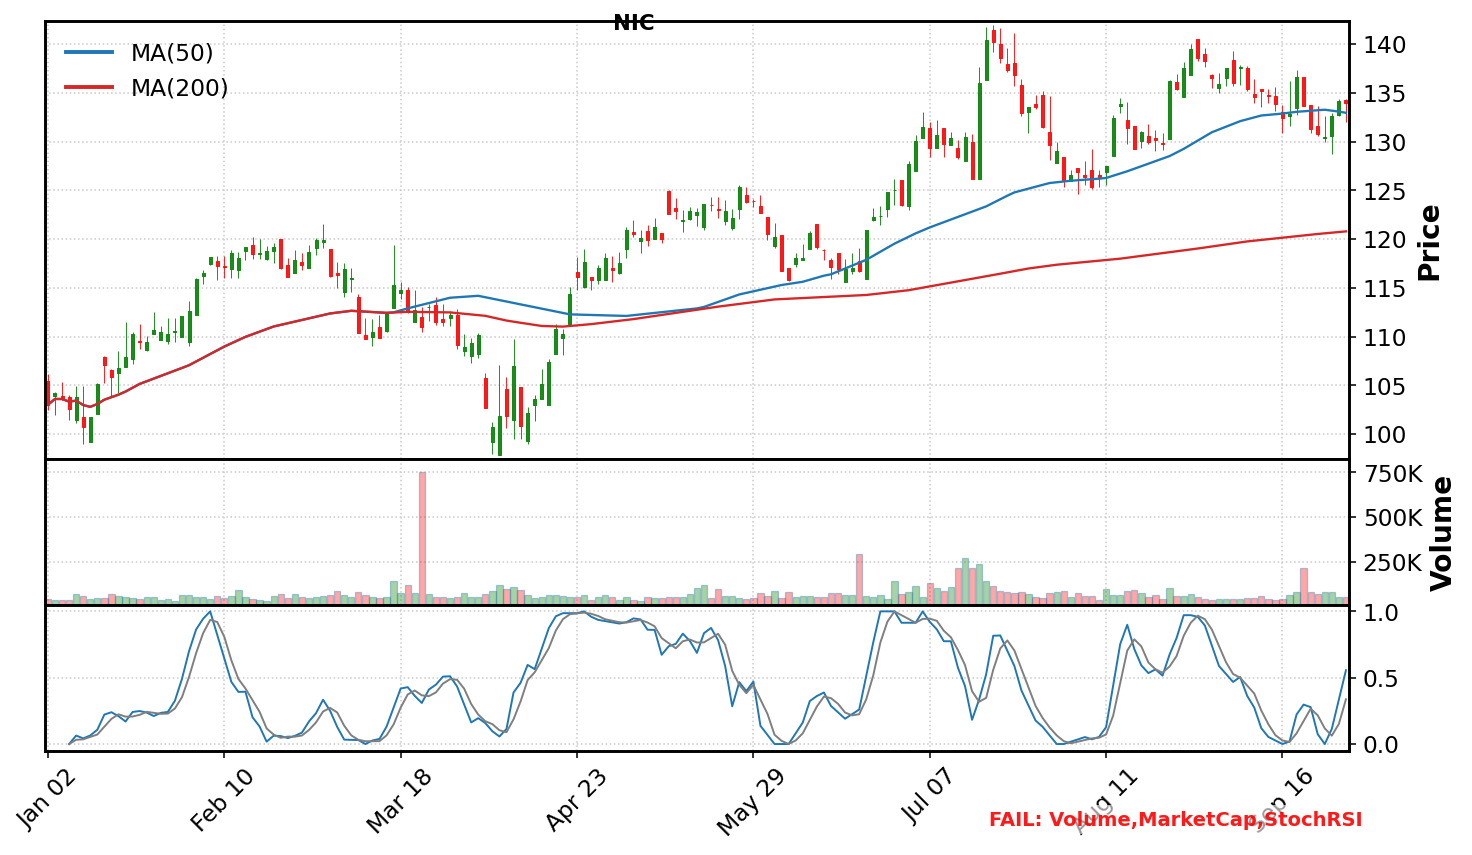 NIC
MA(50)
MA(200)
140
135
130
125
120
115
110
105
100
Price
750K
500K
250K
Volume
1.0
0.5
0.0
Jan 02
Feb 10
Mar 18
Apr 23
May 29
Jul 07
Aug 11
Sep 16
FAIL: Volume,MarketCap,StochRSI